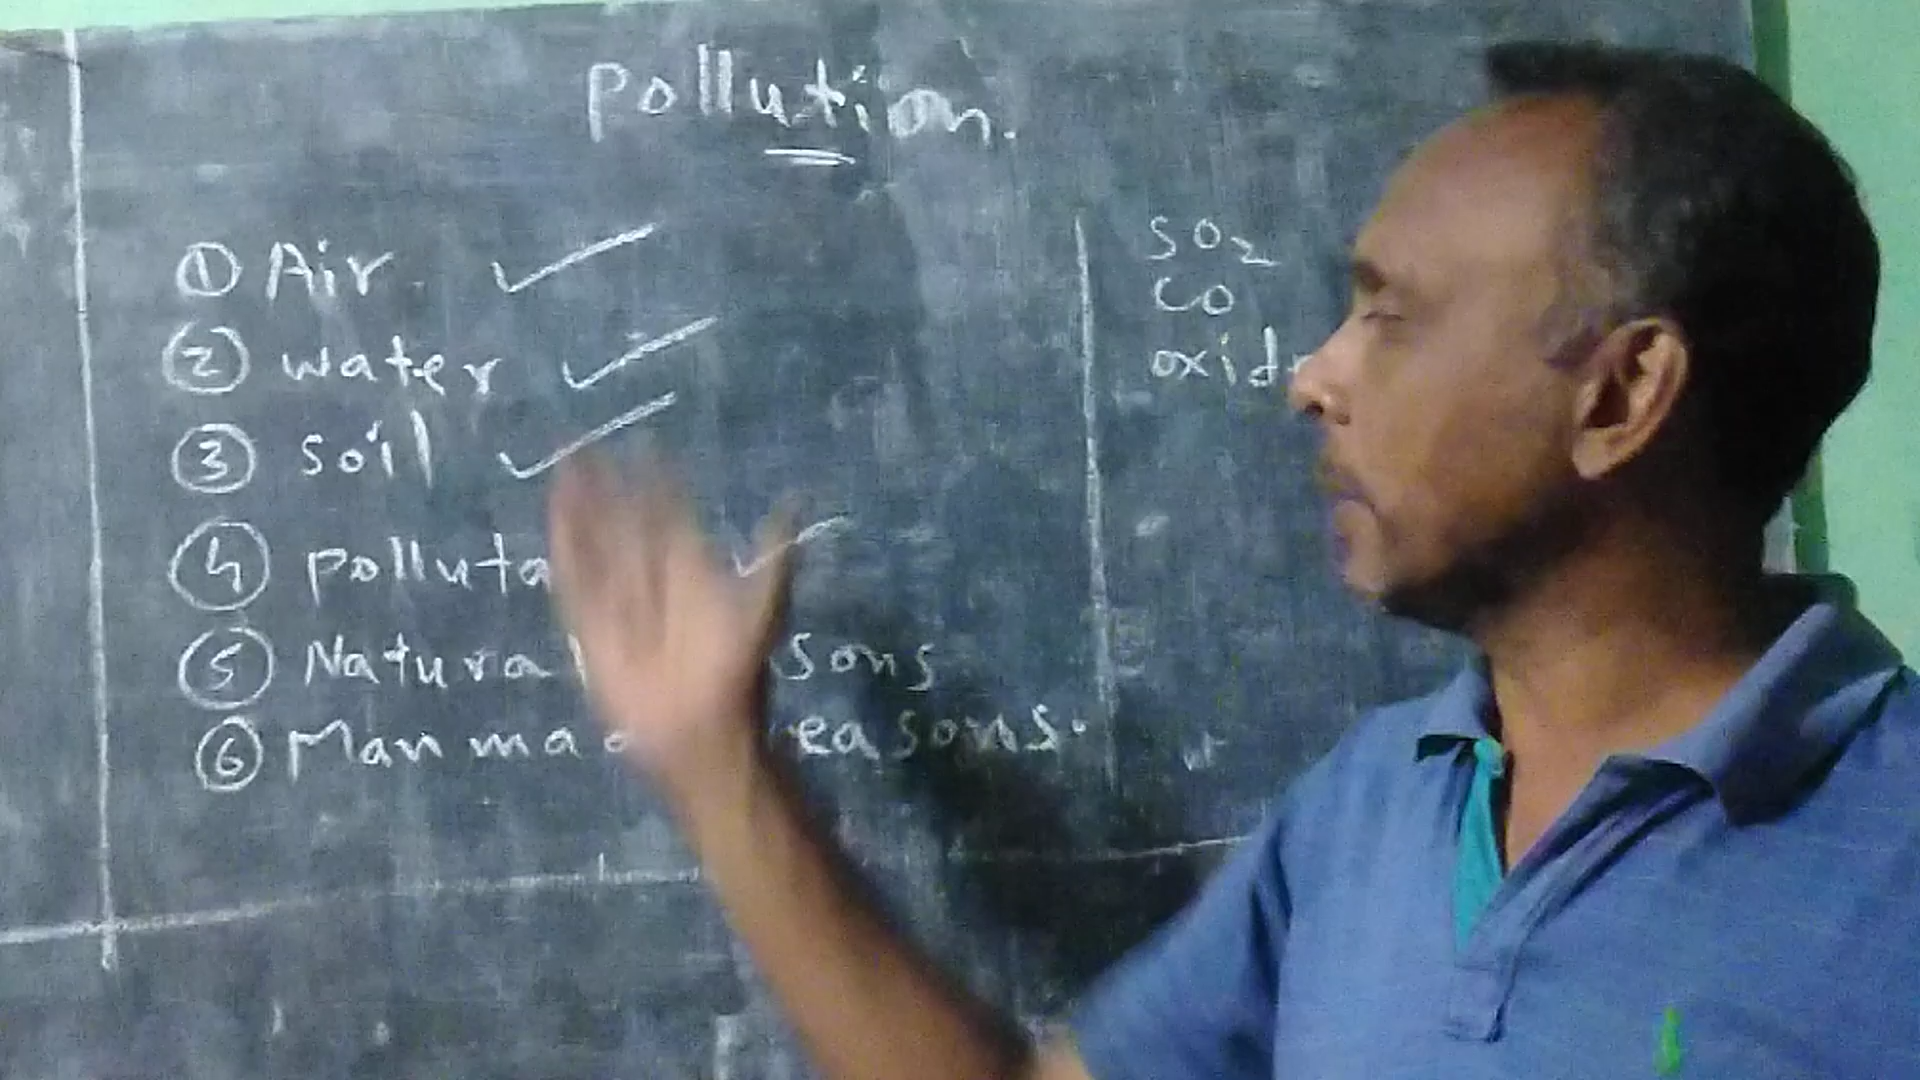 Pollution.
① Air.
② water
③ soil
④ polluta
⑤ Natura sons
⑥ Man ma easons.
SO₂
CO
oxid